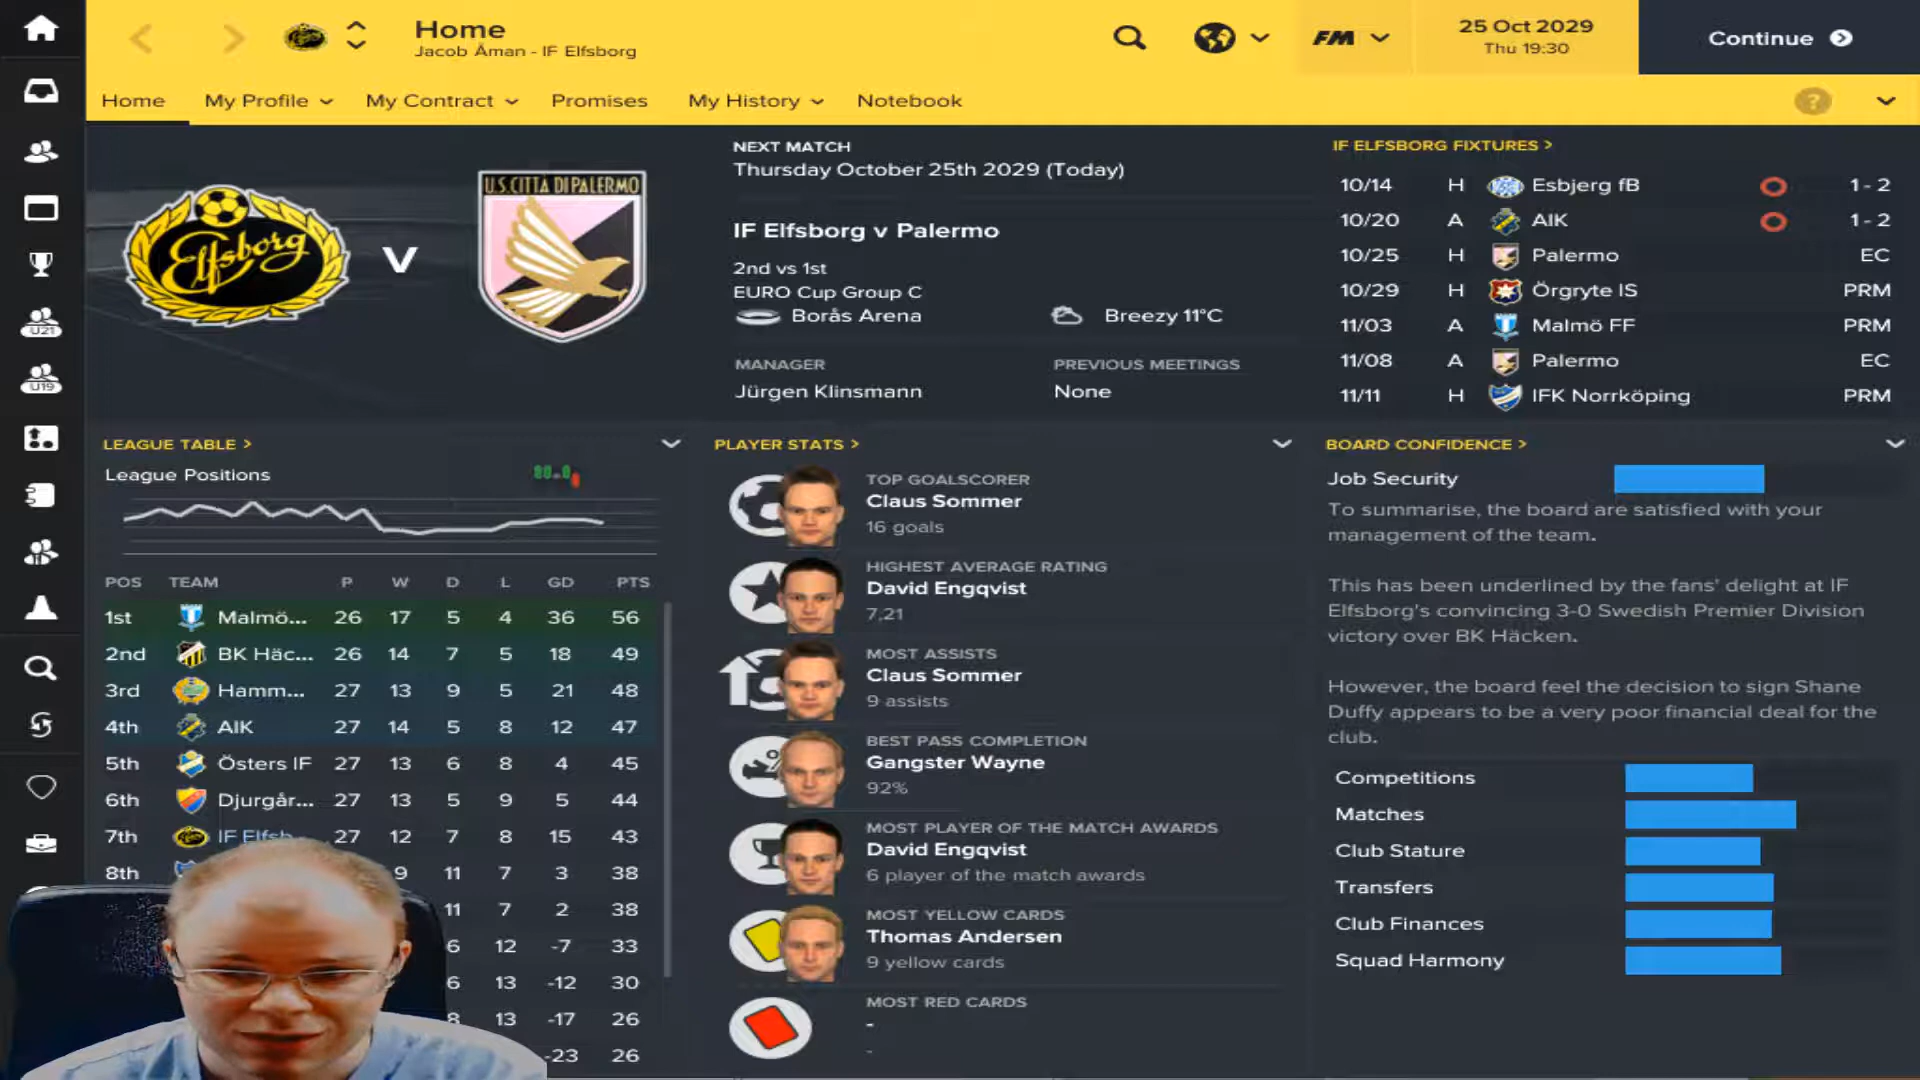 Home
Jacob Åman - IF Elfsborg
FM
25 Oct 2029
Thu 19:30
Continue
Home
My Profile
My Contract
Promises
My History
Notebook
?
U21
U19
Elfsborg
V
U.S.CITTÀ DI PALERMO
NEXT MATCH
Thursday October 25th 2029 (Today)
IF Elfsborg v Palermo
2nd vs 1st
EURO Cup Group C
Borås Arena
Breezy 11°C
MANAGER
Jürgen Klinsmann
PREVIOUS MEETINGS
None
IF ELFSBORG FIXTURES >
10/14 H Esbjerg fB 1 - 2
10/20 A AIK 1 - 2
10/25 H Palermo EC
10/29 H Örgryte IS PRM
11/03 A Malmö FF PRM
11/08 A Palermo EC
11/11 H IFK Norrköping PRM
LEAGUE TABLE >
League Positions
POS TEAM P W D L GD PTS
1st Malmö... 26 17 5 4 36 56
2nd BK Häc... 26 14 7 5 18 49
3rd Hamm... 27 13 9 5 21 48
4th AIK 27 14 5 8 12 47
5th Östers IF 27 13 6 8 4 45
6th Djurgår... 27 13 5 9 5 44
7th IF Elfsb... 27 12 7 8 15 43
8th 9 11 7 3 38
11 7 2 38
6 12 -7 33
6 13 -12 30
8 13 -17 26
-23 26
PLAYER STATS >
TOP GOALSCORER
Claus Sommer
16 goals
HIGHEST AVERAGE RATING
David Engqvist
7,21
MOST ASSISTS
Claus Sommer
9 assists
BEST PASS COMPLETION
Gangster Wayne
92%
MOST PLAYER OF THE MATCH AWARDS
David Engqvist
6 player of the match awards
MOST YELLOW CARDS
Thomas Andersen
9 yellow cards
MOST RED CARDS
-
-
BOARD CONFIDENCE >
Job Security
To summarise, the board are satisfied with your
management of the team.
This has been underlined by the fans' delight at IF
Elfsborg's convincing 3-0 Swedish Premier Division
victory over BK Häcken.
However, the board feel the decision to sign Shane
Duffy appears to be a very poor financial deal for the
club.
Competitions
Matches
Club Stature
Transfers
Club Finances
Squad Harmony